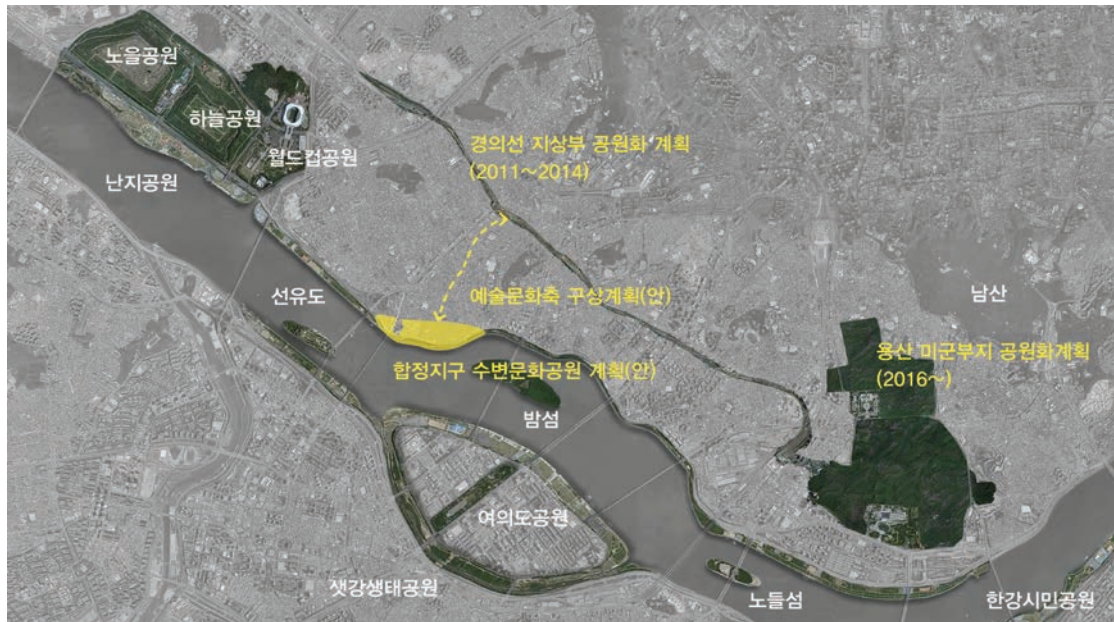 노을공원
하늘공원
월드컵공원
난지공원
경의선 지상부 공원화 계획
(2011~2014)
선유도
예술문화축 구상계획(안)
남산
합정지구 수변문화공원 계획(안)
용산 미군부지 공원화계획
(2016~)
밤섬
여의도공원
샛강생태공원
노들섬
한강시민공원